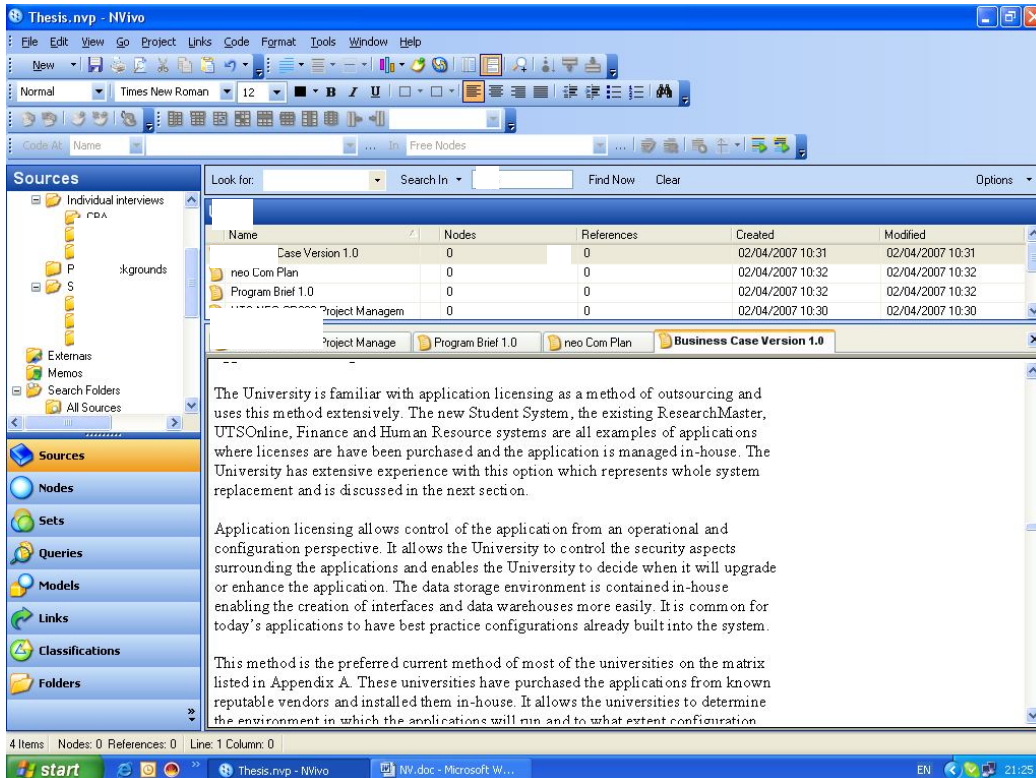 Thesis.nvp - NVivo
File Edit View Go Project Links Code Format Tools Window Help
New
Normal Times New Roman 12 B I U
Code At Name ... In Free Nodes ...
Sources
Look for: Search In Find Now Clear Options
Individual interviews
P ckgrounds
S
Externals
Memos
Search Folders
All Sources
Name Nodes References Created Modified
Case Version 1.0 0 0 02/04/2007 10:31 02/04/2007 10:31
neo Com Plan 0 0 02/04/2007 10:32 02/04/2007 10:32
Program Brief 1.0 0 0 02/04/2007 10:32 02/04/2007 10:32
Project Managem 0 0 02/04/2007 10:30 02/04/2007 10:30
Project Manage Program Brief 1.0 neo Com Plan Business Case Version 1.0
Sources
Nodes
Sets
Queries
Models
Links
Classifications
Folders
The University is familiar with application licensing as a method of outsourcing and
uses this method extensively. The new Student System, the existing ResearchMaster,
UTSOnline, Finance and Human Resource systems are all examples of applications
where licenses are have been purchased and the application is managed in-house. The
University has extensive experience with this option which represents whole system
replacement and is discussed in the next section.
Application licensing allows control of the application from an operational and
configuration perspective. It allows the University to control the security aspects
surrounding the applications and enables the University to decide when it will upgrade
or enhance the application. The data storage environment is contained in-house
enabling the creation of interfaces and data warehouses more easily. It is common for
today's applications to have best practice configurations already built into the system.
This method is the preferred current method of most of the universities on the matrix
listed in Appendix A. These universities have purchased the applications from known
reputable vendors and installed them in-house. It allows the universities to determine
the environment in which the applications will run and to what extent configuration
4 Items Nodes: 0 References: 0 Line: 1 Column: 0
start Thesis.nvp - NVivo NV.doc - Microsoft W... EN 21:25